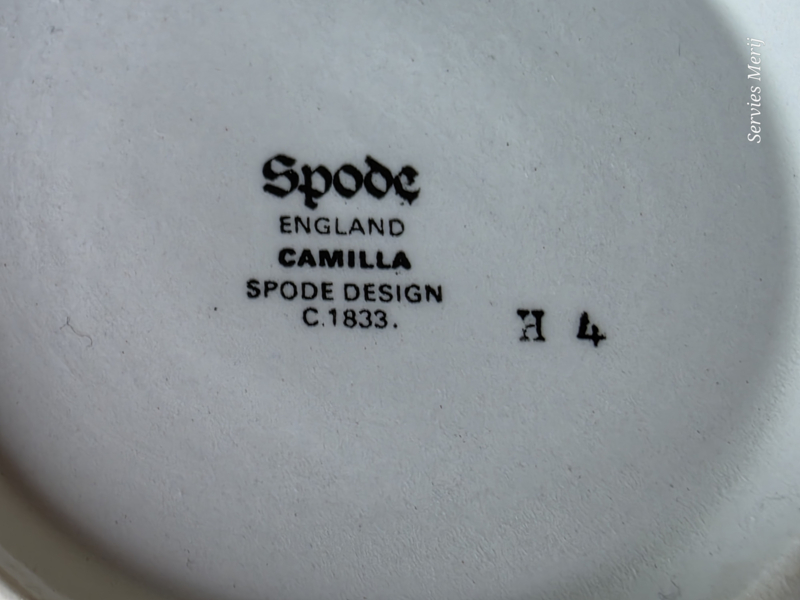 Spode
ENGLAND
CAMILLA
SPODE DESIGN
C.1833.
H 4
Servies Merij